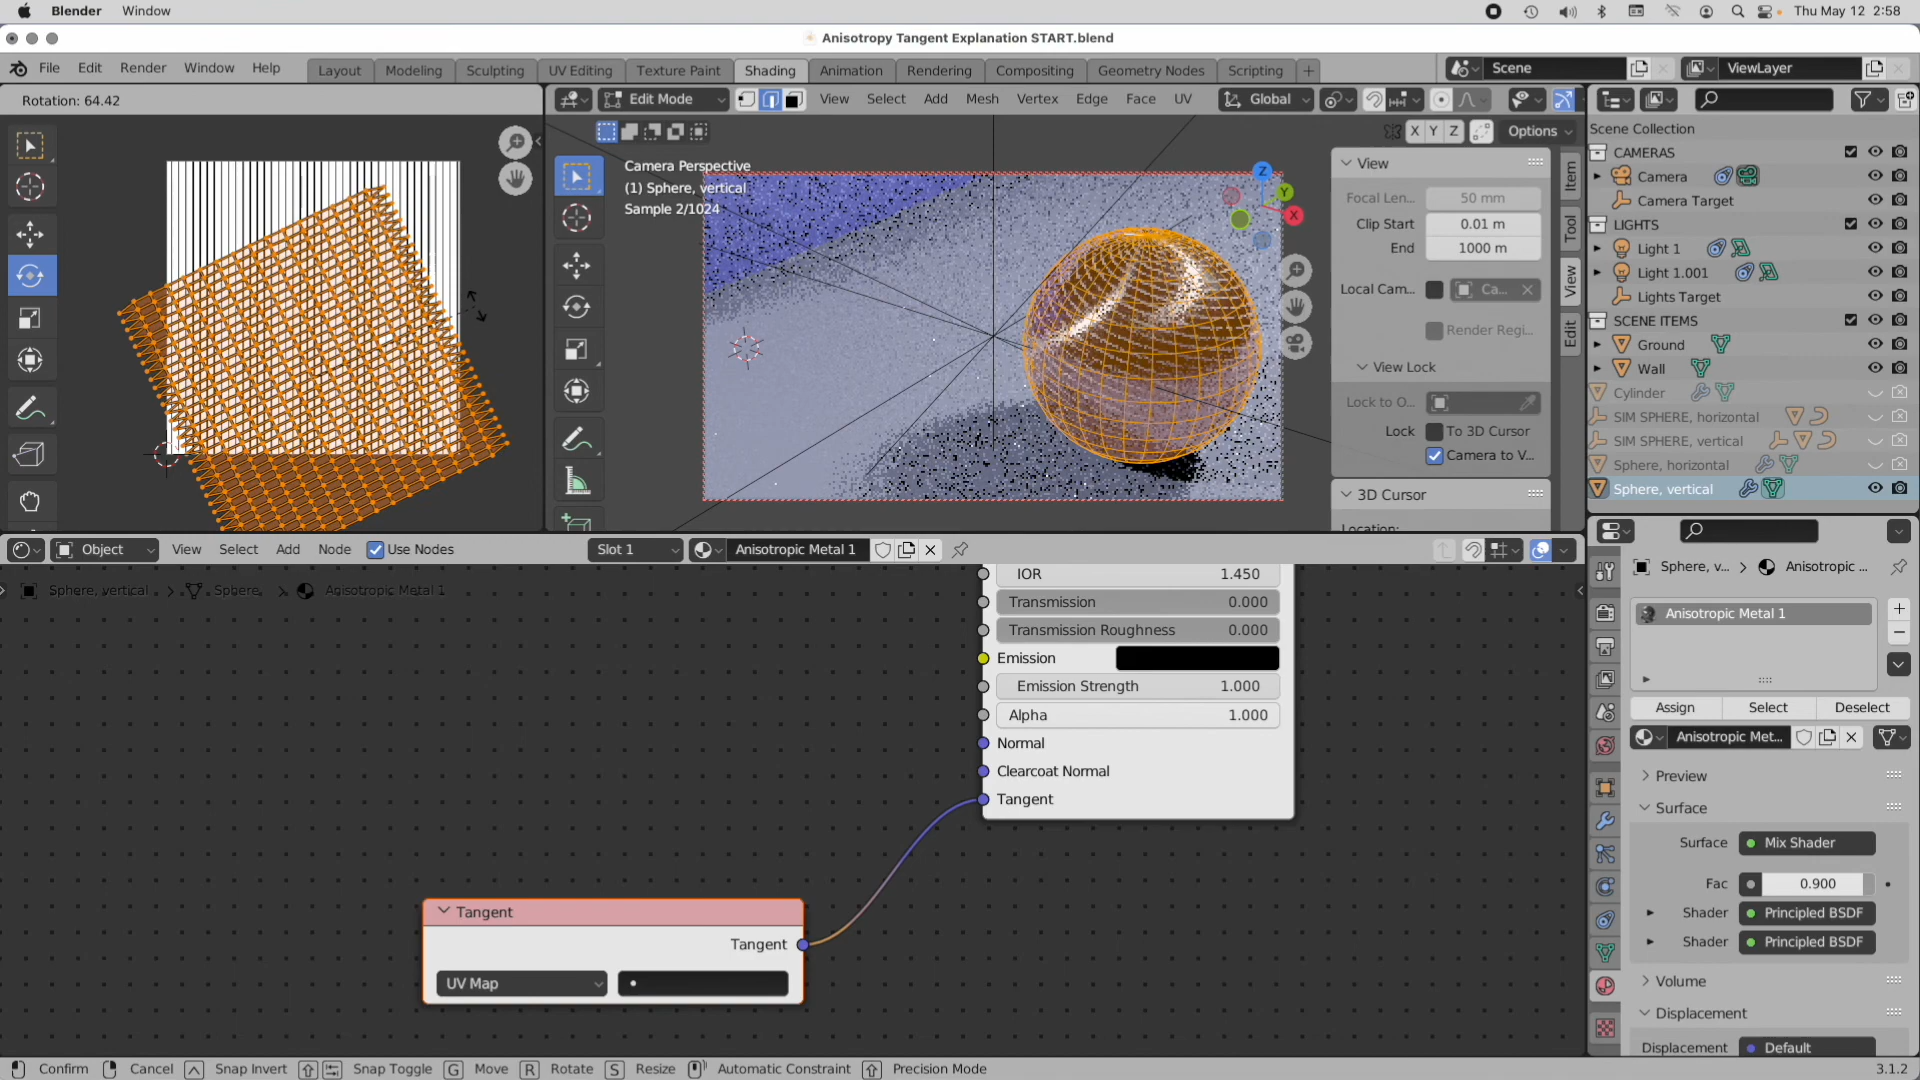 Blender Window Thu May 12 2:58
Anisotropy Tangent Explanation START.blend
File Edit Render Window Help Layout Modeling Sculpting UV Editing Texture Paint Shading Animation Rendering Compositing Geometry Nodes Scripting Scene ViewLayer
Rotation: 64.42
Edit Mode View Select Add Mesh Vertex Edge Face UV Global
X Y Z Options
Camera Perspective
(1) Sphere, vertical
Sample 2/1024
Z
Y
X
View
Focal Len... 50 mm
Clip Start 0.01 m
End 1000 m
Local Cam... Ca...
Render Regi...
View Lock
Lock to O...
Lock To 3D Cursor
Camera to V...
3D Cursor
Location:
Item
Tool
View
Edit
Scene Collection
CAMERAS
Camera
Camera Target
LIGHTS
Light 1
Light 1.001
Lights Target
SCENE ITEMS
Ground
Wall
Cylinder
SIM SPHERE, horizontal
SIM SPHERE, vertical
Sphere, horizontal
Sphere, vertical
Object View Select Add Node Use Nodes Slot 1 Anisotropic Metal 1
Sphere, vertical > Sphere > Anisotropic Metal 1
IOR 1.450
Transmission 0.000
Transmission Roughness 0.000
Emission
Emission Strength 1.000
Alpha 1.000
Normal
Clearcoat Normal
Tangent
Tangent
Tangent
UV Map
Sphere, v... > Anisotropic ...
Anisotropic Metal 1
Assign Select Deselect
Anisotropic Met...
Preview
Surface
Surface Mix Shader
Fac 0.900
Shader Principled BSDF
Shader Principled BSDF
Volume
Displacement
Displacement Default
Confirm Cancel Snap Invert Snap Toggle G Move R Rotate S Resize Automatic Constraint Precision Mode 3.1.2